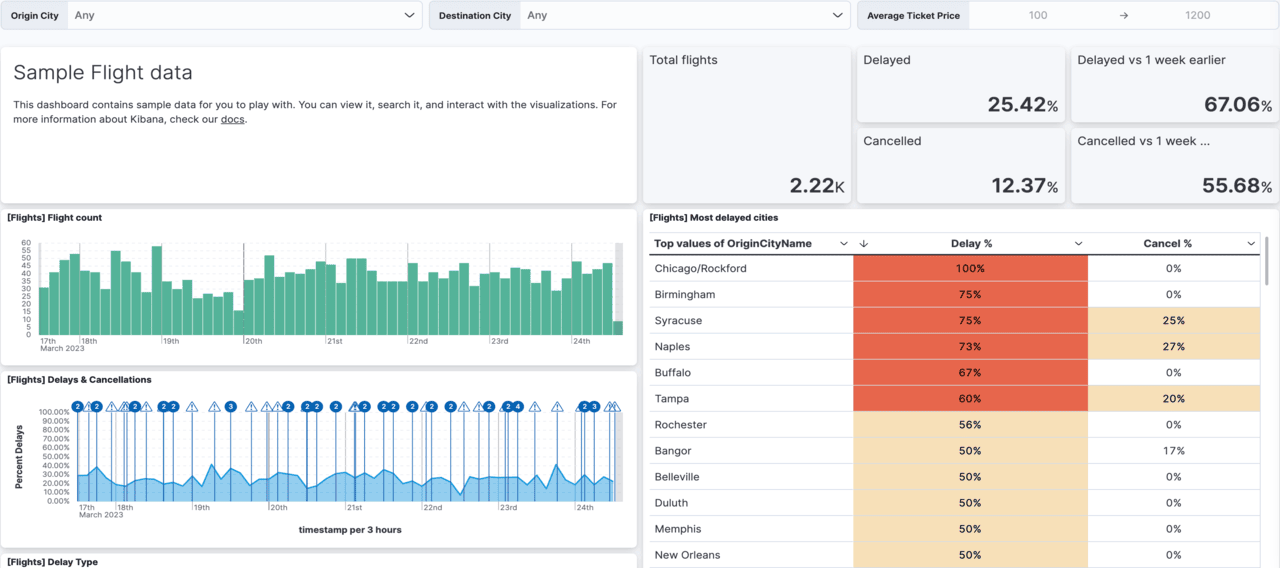 Origin City Any Destination City Any Average Ticket Price 100 → 1200
Sample Flight data
This dashboard contains sample data for you to play with. You can view it, search it, and interact with the visualizations. For
more information about Kibana, check our docs.
Total flights
2.22K
Delayed
25.42%
Delayed vs 1 week earlier
67.06%
Cancelled
12.37%
Cancelled vs 1 week ...
55.68%
[Flights] Flight count
60
55
50
45
40
35
30
25
20
15
10
5
0
17th 18th 19th 20th 21st 22nd 23rd 24th
March 2023
[Flights] Delays & Cancellations
2 2 2 2 2 3 2 2 2 2 2 2 2 2 2 2 2 2 4 2 3
Percent Delays
100.00%
90.00%
80.00%
70.00%
60.00%
50.00%
40.00%
30.00%
20.00%
10.00%
0.00%
17th 18th 19th 20th 21st 22nd 23rd 24th
March 2023
timestamp per 3 hours
[Flights] Delay Type
[Flights] Most delayed cities
Top values of OriginCityName Delay % Cancel %
Chicago/Rockford 100% 0%
Birmingham 75% 0%
Syracuse 75% 25%
Naples 73% 27%
Buffalo 67% 0%
Tampa 60% 20%
Rochester 56% 0%
Bangor 50% 17%
Belleville 50% 0%
Duluth 50% 0%
Memphis 50% 0%
New Orleans 50% 0%